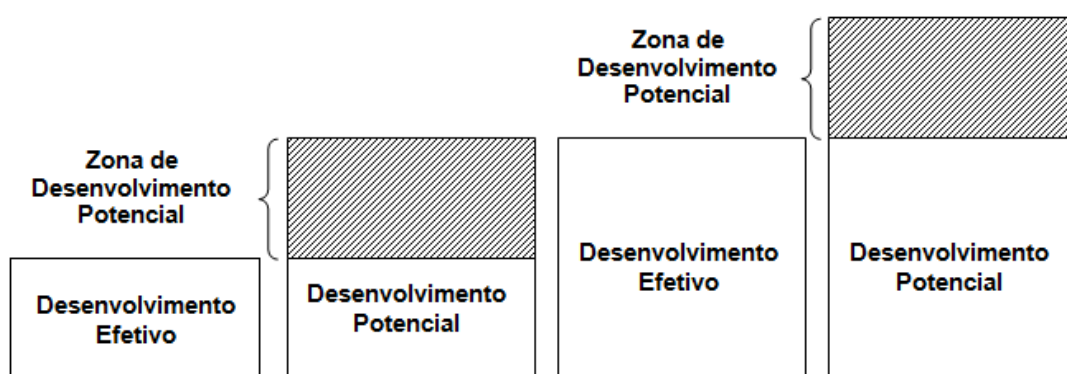 Zona de
Desenvolvimento
Potencial
Desenvolvimento
Efetivo
Desenvolvimento
Potencial
Zona de
Desenvolvimento
Potencial
Desenvolvimento
Efetivo
Desenvolvimento
Potencial